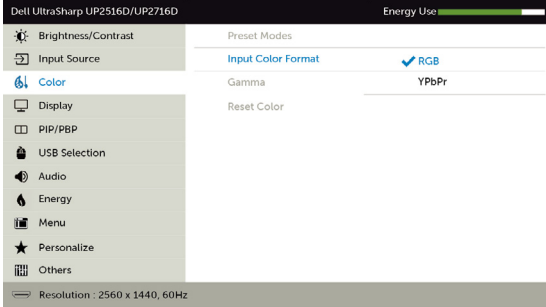 Dell UltraSharp UP2516D/UP2716D Energy Use
Brightness/Contrast Preset Modes
Input Source Input Color Format RGB
Color Gamma YPbPr
Display Reset Color
PIP/PBP
USB Selection
Audio
Energy
Menu
Personalize
Others
Resolution : 2560 x 1440, 60Hz